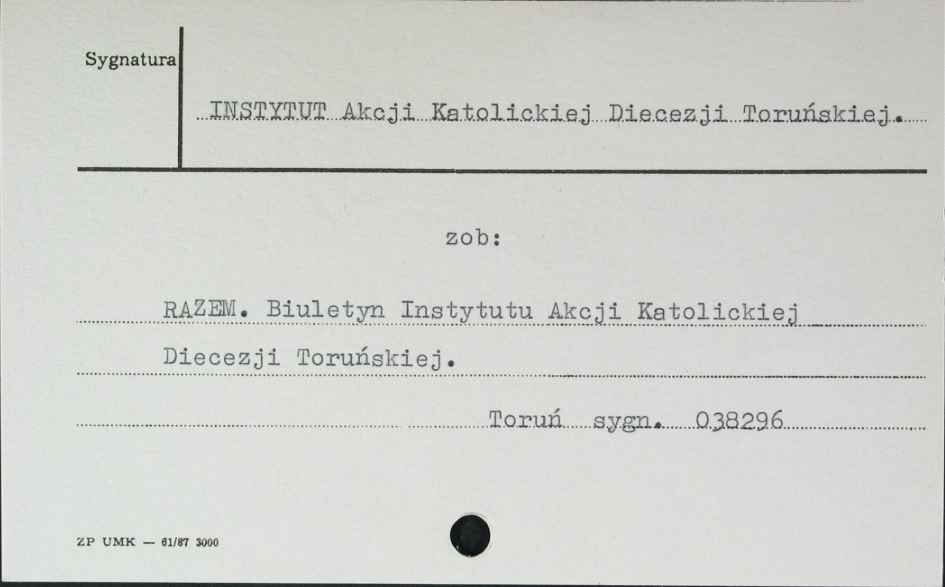 Sygnatura
INSTYTUT Akcji Katolickiej Diecezji Toruńskiej.
zob:
RAZEM. Biuletyn Instytutu Akcji Katolickiej
Diecezji Toruńskiej.
Toruń sygn. 038296
ZP UMK — 61/87 3000